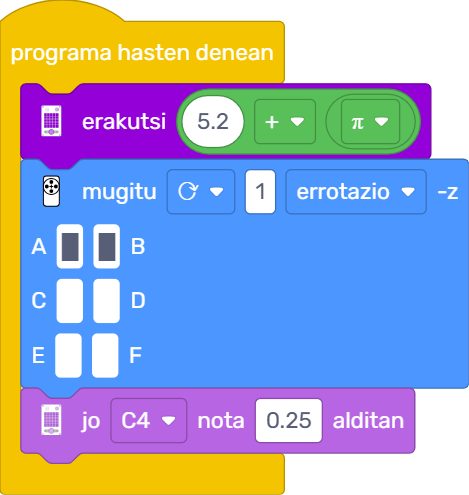 programa hasten denean
erakutsi 5.2 + π
mugitu 1 errotazio -z
A B
C D
E F
jo C4 nota 0.25 alditan